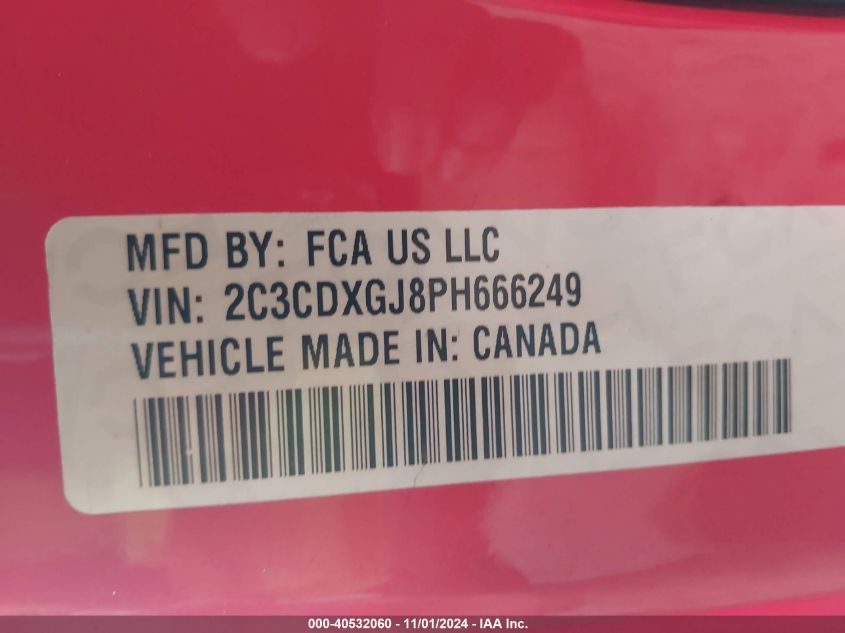 MFD BY: FCA US LLC
VIN: 2C3CDXGJ8PH666249
VEHICLE MADE IN: CANADA
000-40532060 - 11/01/2024 - IAA Inc.